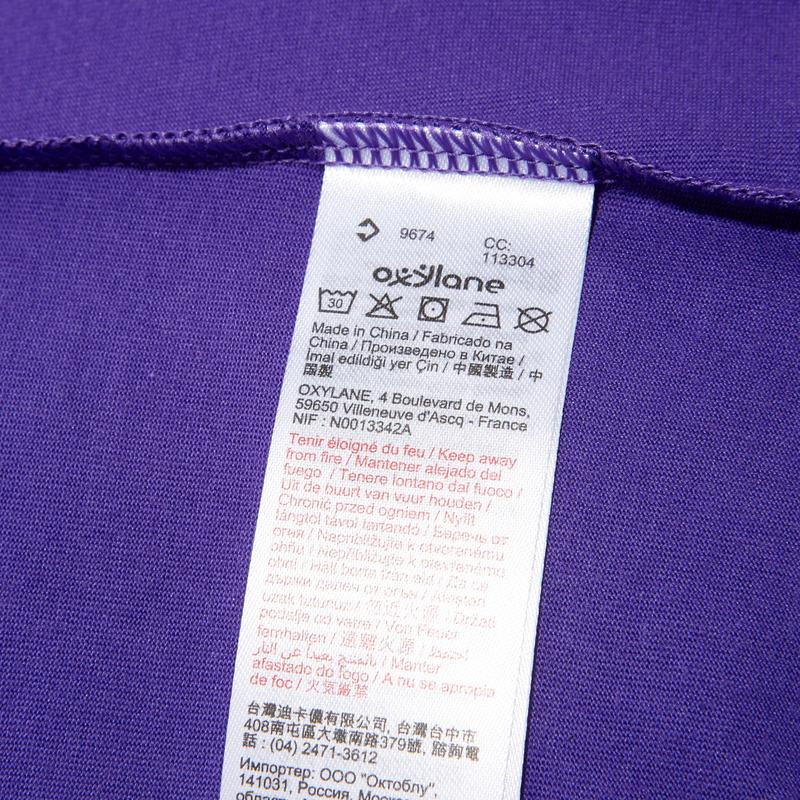 9674 CC:
113304
oxylane
30
Made in China / Fabricado na
China / Произведено в Китае /
İmal edildiği yer Çin / 中國製造 / 中
国製
OXYLANE, 4 Boulevard de Mons,
59650 Villeneuve d'Ascq - France
NIF : N0013342A
Tenir éloigné du feu / Keep away
from fire / Mantener alejado del
fuego / Tenere lontano dal fuoco /
Uit de buurt van vuur houden /
Chronić przed ogniem / Nyílt
lángtól távol tartandó / Беречь от
огня / Nepribližujte k otvorenému
ohňu / Nepřibližujte k otevřenému
ohni / Håll borta från eld / Да се
държи далеч от огън / Ateşten
uzak tutunuz / 勿近火源 / Držati
podalje od vatre / Von Feuer
fernhalten / 遠離火源 / احتفظ
بالمنتج بعيداً عن النار / Manter
afastado do fogo / A nu se apropia
de foc / 火気厳禁
台灣迪卡儂有限公司, 台灣台中市
408南屯區大墩南路379號, 諮詢電
話 : (04) 2471-3612
Импортер: ООО "Октоблу",
141031, Россия, Моско